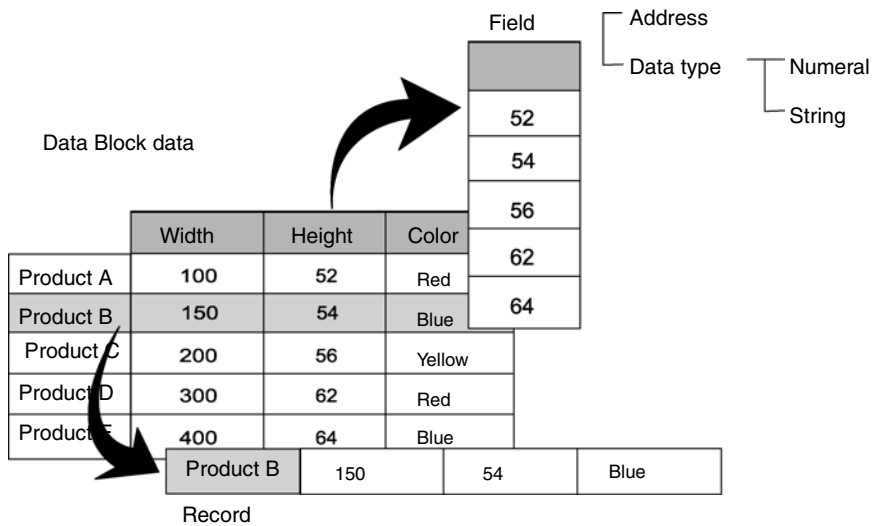 Field
Address
Data type
Numeral
String
52
54
56
62
64
Data Block data
Width Height Color
Product A 100 52 Red
Product B 150 54 Blue
Product C 200 56 Yellow
Product D 300 62 Red
Product E 400 64 Blue
Product B 150 54 Blue
Record